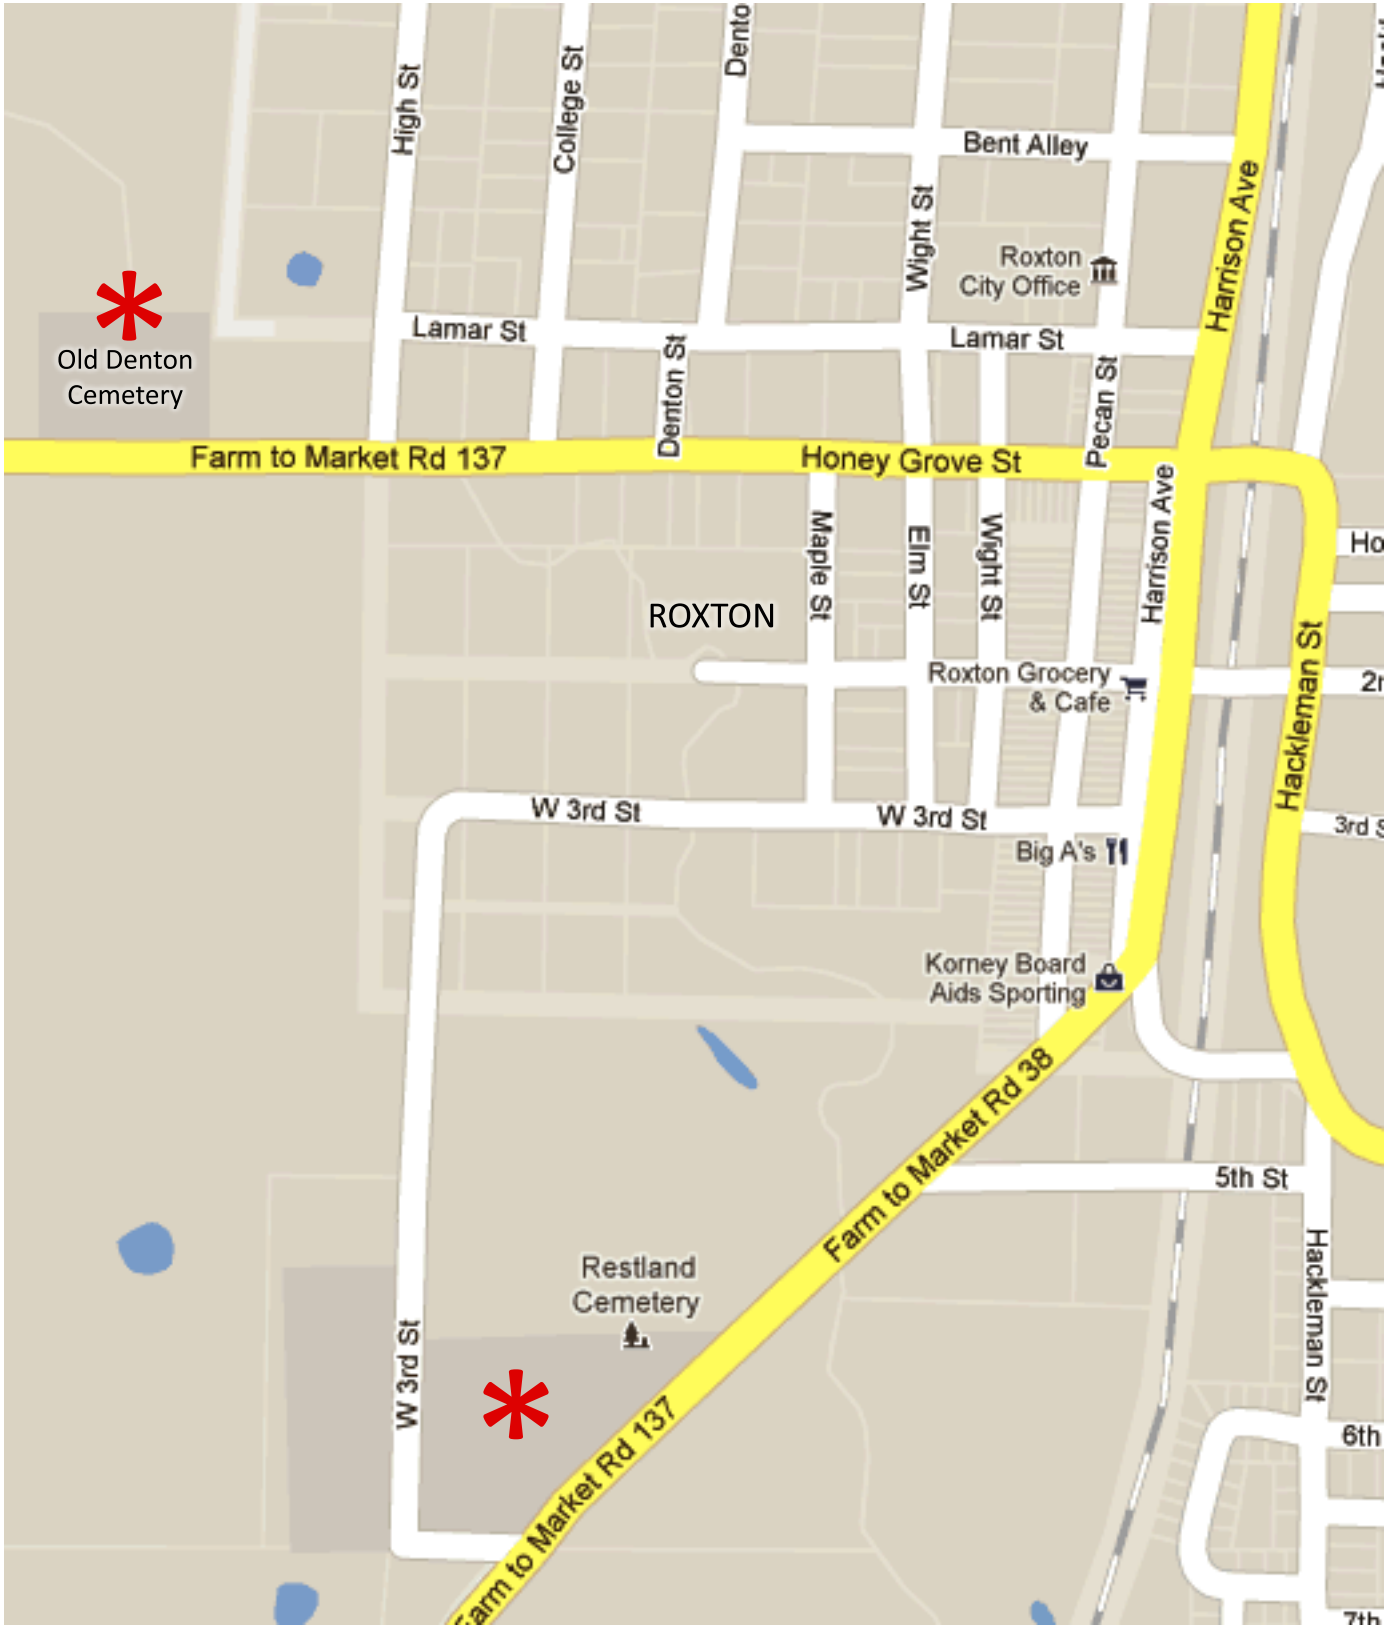 High St
College St
Dento
Bent Alley
Wight St
Harrison Ave
Roxton
City Office
Lamar St
Lamar St
Old Denton
Cemetery
Denton St
Pecan St
Farm to Market Rd 137
Honey Grove St
Harrison Ave
Maple St
Elm St
Wight St
Ho
ROXTON
Roxton Grocery
& Cafe
2n
Hackleman St
W 3rd St
W 3rd St
3rd S
Big A's
Korney Board
Aids Sporting
Farm to Market Rd 38
5th St
Restland
Cemetery
Hackleman St
W 3rd St
Farm to Market Rd 137
6th
7th